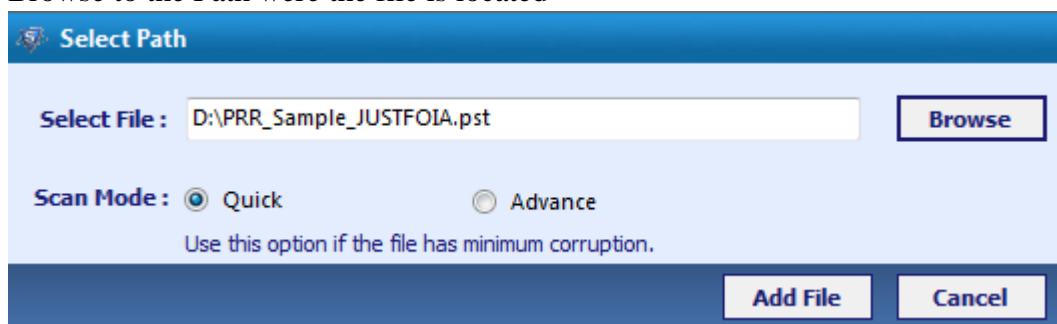 Browse to the Path were the file is located
Select Path
Select File : D:\PRR_Sample_JUSTFOIA.pst Browse
Scan Mode : Quick Advance
Use this option if the file has minimum corruption.
Add File Cancel